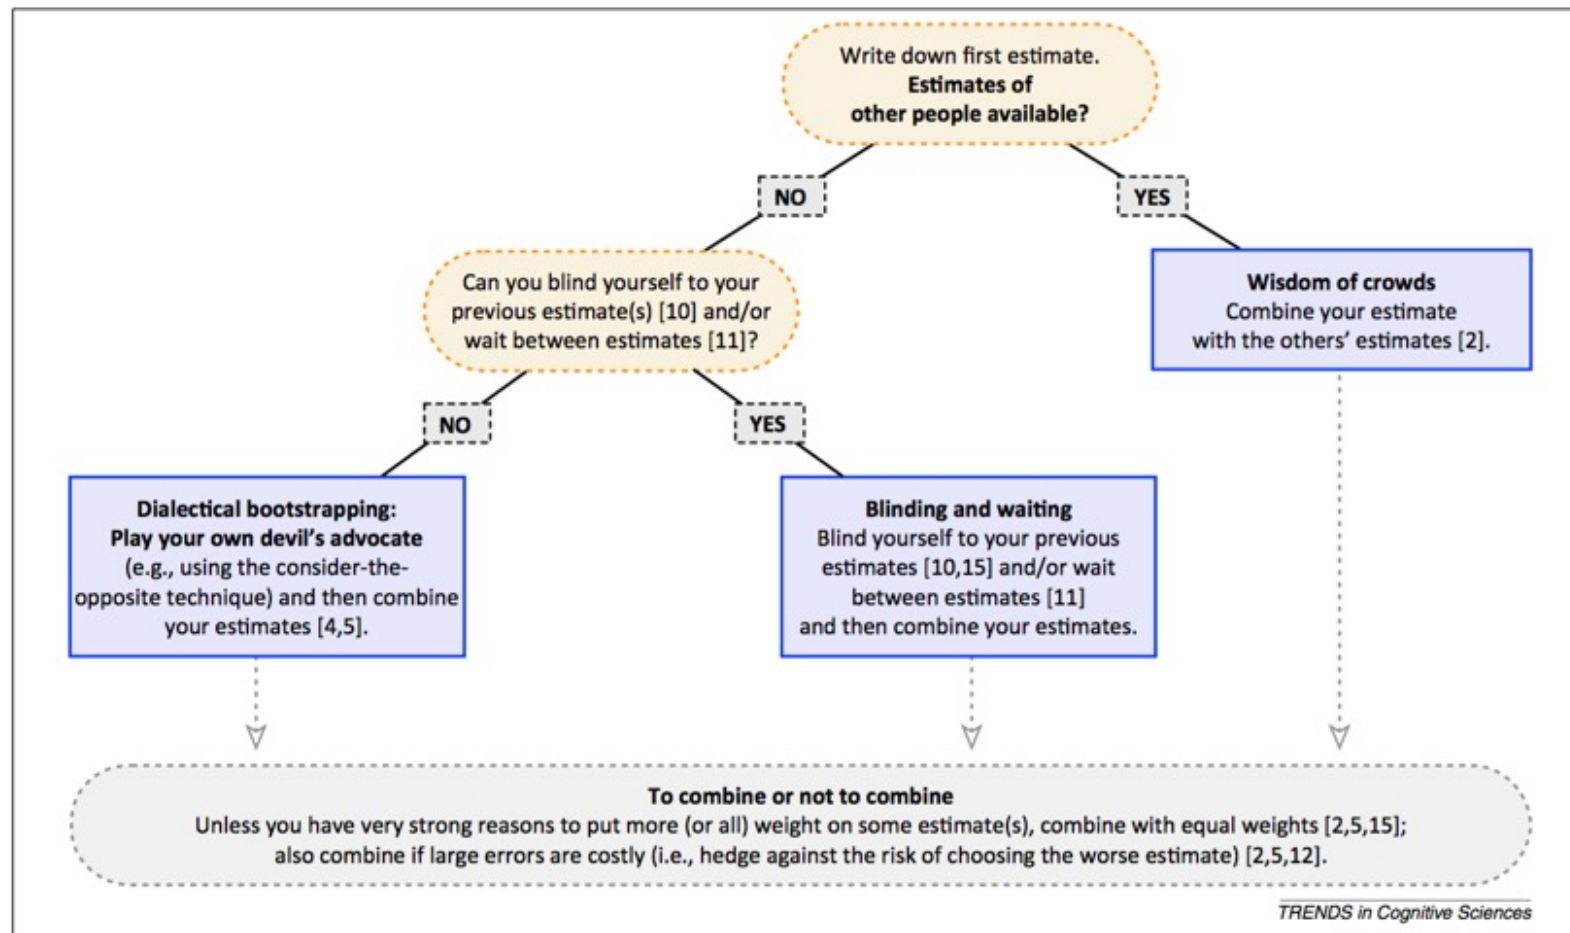 Write down first estimate.
Estimates of
other people available?
NO
YES
Can you blind yourself to your
previous estimate(s) [10] and/or
wait between estimates [11]?
Wisdom of crowds
Combine your estimate
with the others’ estimates [2].
NO
YES
Dialectical bootstrapping:
Play your own devil’s advocate
(e.g., using the consider-the-
opposite technique) and then combine
your estimates [4,5].
Blinding and waiting
Blind yourself to your previous
estimates [10,15] and/or wait
between estimates [11]
and then combine your estimates.
To combine or not to combine
Unless you have very strong reasons to put more (or all) weight on some estimate(s), combine with equal weights [2,5,15];
also combine if large errors are costly (i.e., hedge against the risk of choosing the worse estimate) [2,5,12].
TRENDS in Cognitive Sciences